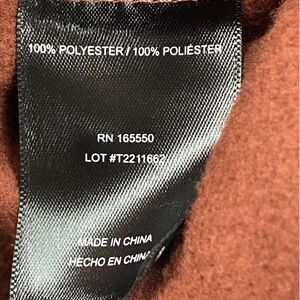 100% POLYESTER / 100% POLIÉSTER
RN 165550
LOT #T2211662
MADE IN CHINA
HECHO EN CHINA